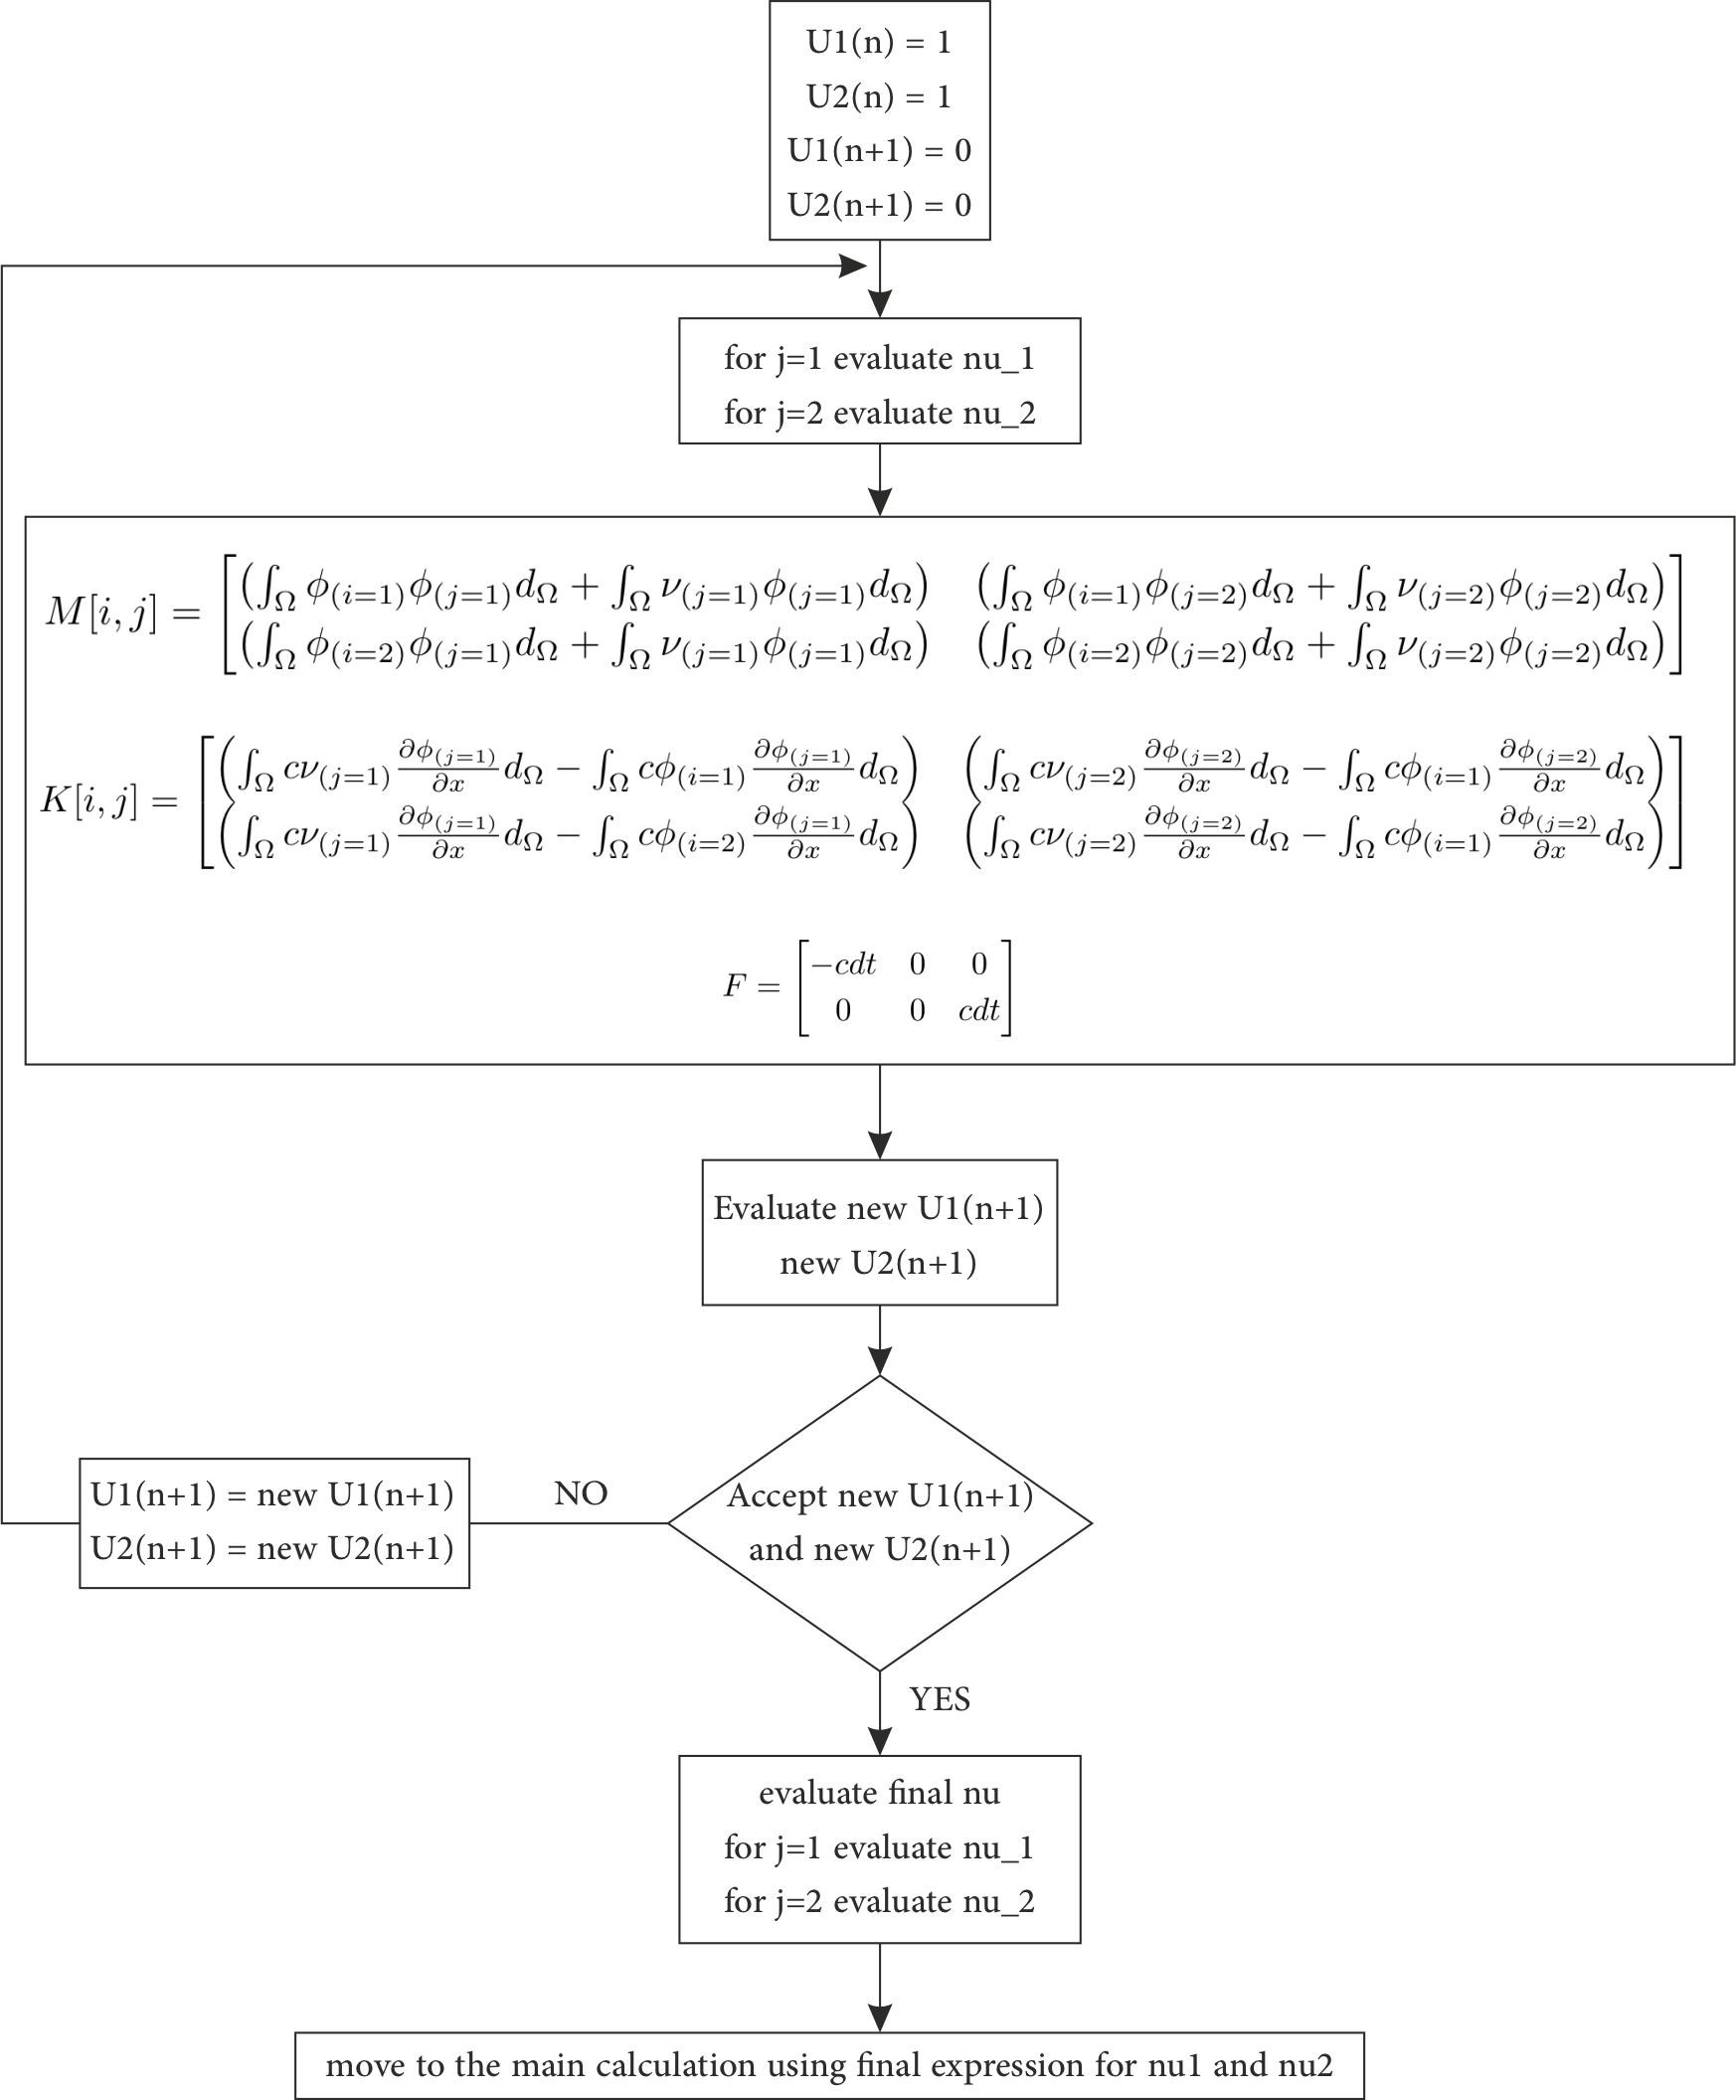 U1(n) = 1
U2(n) = 1
U1(n+1) = 0
U2(n+1) = 0
for j=1 evaluate nu_1
for j=2 evaluate nu_2
M[i, j] = [(∫_Ω ϕ_(i=1)ϕ_(j=1)d_Ω + ∫_Ω ν_(j=1)ϕ_(j=1)d_Ω) (∫_Ω ϕ_(i=1)ϕ_(j=2)d_Ω + ∫_Ω ν_(j=2)ϕ_(j=2)d_Ω)
(∫_Ω ϕ_(i=2)ϕ_(j=1)d_Ω + ∫_Ω ν_(j=1)ϕ_(j=1)d_Ω) (∫_Ω ϕ_(i=2)ϕ_(j=2)d_Ω + ∫_Ω ν_(j=2)ϕ_(j=2)d_Ω)]
K[i, j] = [(∫_Ω cν_(j=1) ∂ϕ_(j=1)/∂x d_Ω − ∫_Ω cϕ_(i=1) ∂ϕ_(j=1)/∂x d_Ω) (∫_Ω cν_(j=2) ∂ϕ_(j=2)/∂x d_Ω − ∫_Ω cϕ_(i=1) ∂ϕ_(j=2)/∂x d_Ω)
(∫_Ω cν_(j=1) ∂ϕ_(j=1)/∂x d_Ω − ∫_Ω cϕ_(i=2) ∂ϕ_(j=1)/∂x d_Ω) (∫_Ω cν_(j=2) ∂ϕ_(j=2)/∂x d_Ω − ∫_Ω cϕ_(i=1) ∂ϕ_(j=2)/∂x d_Ω)]
F = [−cdt 0 0
0 0 cdt]
Evaluate new U1(n+1)
new U2(n+1)
Accept new U1(n+1)
and new U2(n+1)
NO
U1(n+1) = new U1(n+1)
U2(n+1) = new U2(n+1)
YES
evaluate final nu
for j=1 evaluate nu_1
for j=2 evaluate nu_2
move to the main calculation using final expression for nu1 and nu2